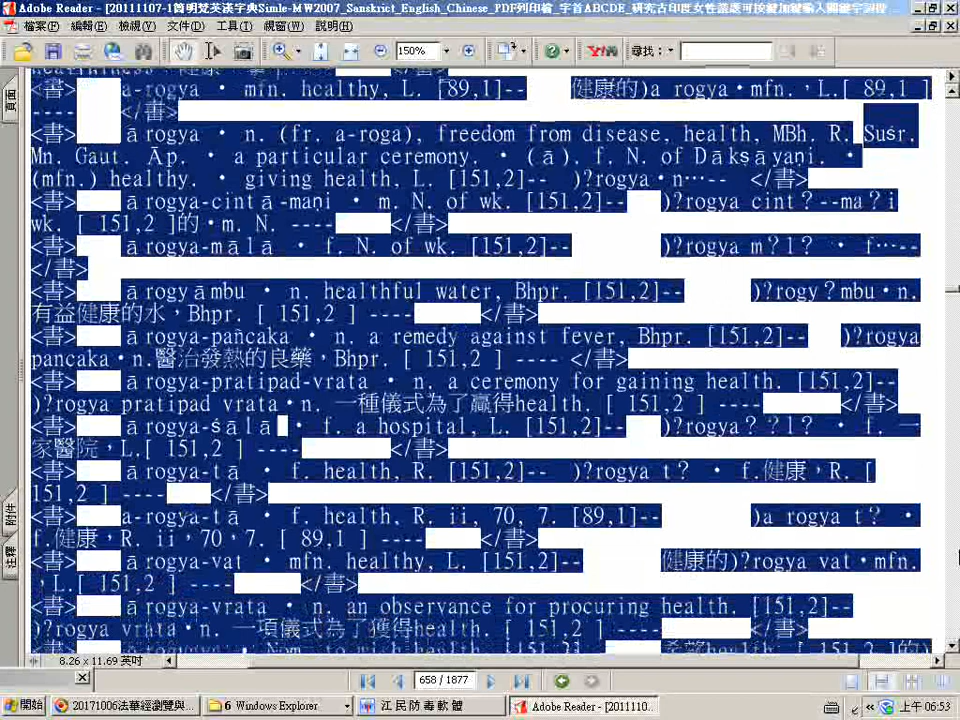 Adobe Reader - [20111107-1簡明梵英漢字典Simle-MW2007_Sanskrict_English_Chinese_PDF列印檔_字首ABCDE_研究古印度女性議題可按鍵加鍵輸入關鍵字詞搜
檔案(F) 編輯(E) 檢視(V) 文件(D) 工具(T) 視窗(W) 說明(H)
150% Y! 尋找:
頁面
附件
注釋
<書> a-rogya • mfn. healthy, L. [89,1]-- 健康的)a rogya•mfn.，L.[ 89,1 ]
---- </書>
<書> ā rogya • n. (fr. a-roga), freedom from disease, health, MBh. R. Suśr.
Mn. Gaut. Āp. • a particular ceremony. • (ā). f. N. of Dākṣāyaṇi. •
(mfn.) healthy. • giving health, L. [151,2]-- )?rogya•n…-- </書>
<書> ā rogya-cintā-maṇi • m. N. of wk. [151,2]-- )?rogya cint？--ma？i
wk. [ 151,2 ]的•m. N. ---- </書>
<書> ā rogya-mālā • f. N. of wk. [151,2]-- )?rogya m？l？ • f…--
</書>
<書> ā rogyāmbu • n. healthful water, Bhpr. [151,2]-- )?rogy？mbu•n.
有益健康的水，Bhpr. [ 151,2 ] ---- </書>
<書> ā rogya-pañcaka • n. a remedy against fever, Bhpr. [151,2]-- )?rogya
pancaka•n.醫治發熱的良藥，Bhpr. [ 151,2 ] ---- </書>
<書> ā rogya-pratipad-vrata • n. a ceremony for gaining health. [151,2]--
)?rogya pratipad vrata•n. 一種儀式為了贏得health. [ 151,2 ] ---- </書>
<書> ā rogya-śālā • f. a hospital, L. [151,2]-- )?rogya？？l？ • f. 一
家醫院，L.[ 151,2 ] ---- </書>
<書> ā rogya-tā • f. health, R. [151,2]-- )?rogya t？ • f.健康，R. [
151,2 ] ---- </書>
<書> a-rogya-tā • f. health, R. ii, 70, 7. [89,1]-- )a rogya t？ •
f.健康，R. ii，70，7. [ 89,1 ] ---- </書>
<書> ā rogya-vat • mfn. healthy, L. [151,2]-- 健康的)?rogya vat•mfn.
，L.[ 151,2 ] ---- </書>
<書> ā rogya-vrata • n. an observance for procuring health. [151,2]--
)?rogya vrata•n. 一項儀式為了獲得health. [ 151,2 ] ---- </書>
8.26 x 11.69 英吋
658 / 1877
開始 20171006法華經瀏覽與... 6 Windows Explorer 江民防毒軟體 Adobe Reader - [2011110... 上午 06:53